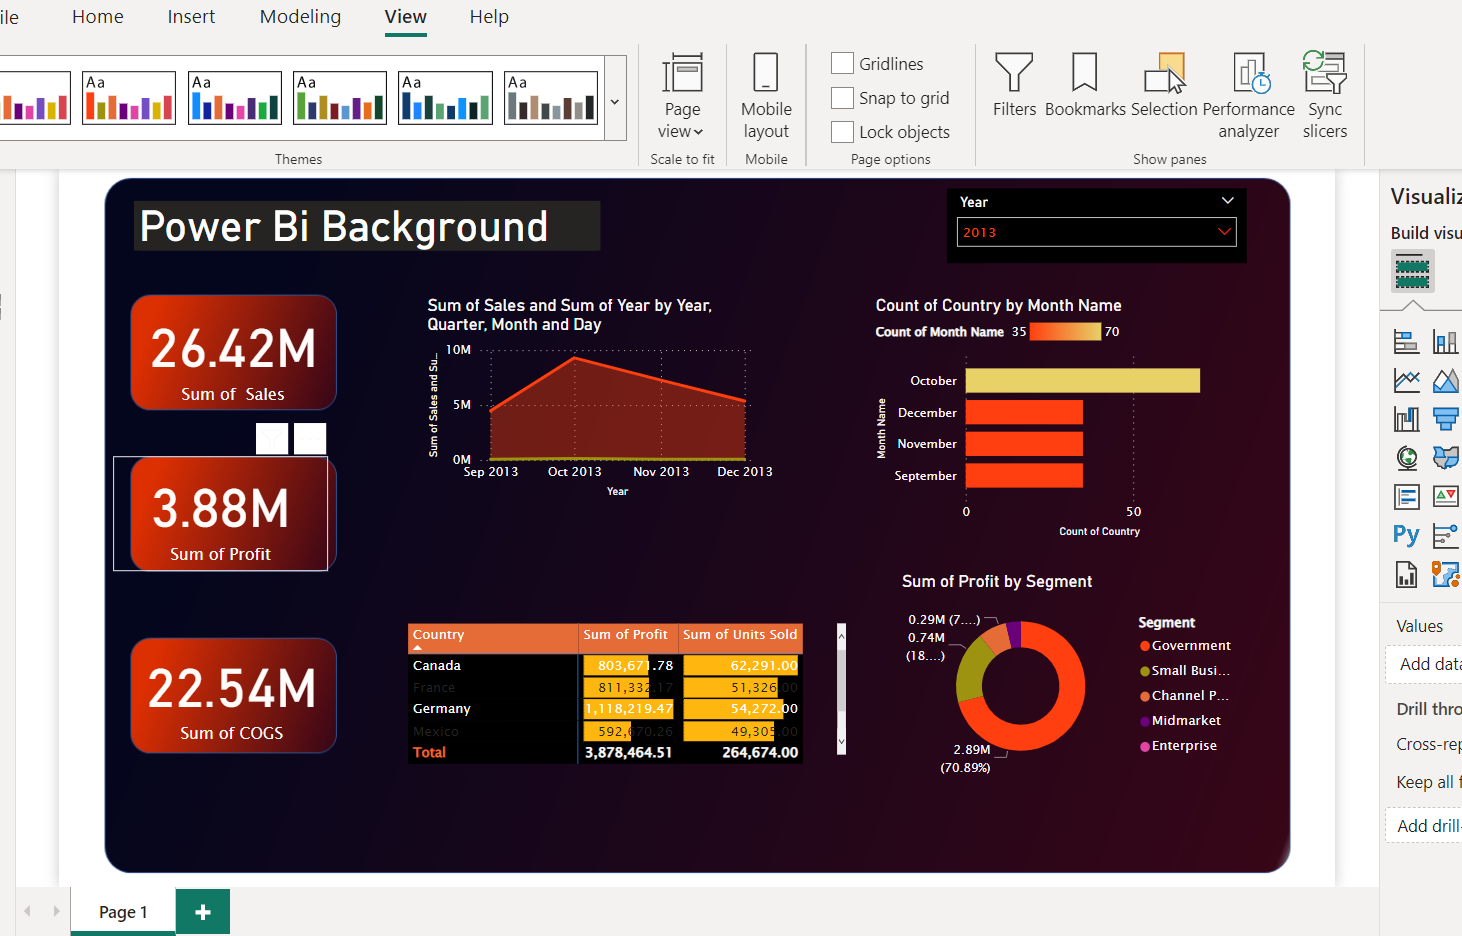 ile Home Insert Modeling View Help
Aa Aa Aa Aa Aa
Page view
Mobile layout
Gridlines
Snap to grid
Lock objects
Filters Bookmarks Selection Performance analyzer Sync slicers
Themes Scale to fit Mobile Page options Show panes
Power Bi Background
Year
2013
26.42M
Sum of Sales
3.88M
Sum of Profit
22.54M
Sum of COGS
Sum of Sales and Sum of Year by Year,
Quarter, Month and Day
Sum of Sales and Su...
10M
5M
0M
Sep 2013 Oct 2013 Nov 2013 Dec 2013
Year
Count of Country by Month Name
Count of Month Name 35 70
Month Name
October
December
November
September
0 50
Count of Country
Country Sum of Profit Sum of Units Sold
Canada 803,671.78 62,291.00
France 811,332.17 51,326.00
Germany 1,118,219.47 54,272.00
Mexico 592,670.26 49,305.00
Total 3,878,464.51 264,674.00
Sum of Profit by Segment
0.29M (7....)
0.74M
(18....)
2.89M
(70.89%)
Segment
Government
Small Busi...
Channel P...
Midmarket
Enterprise
Visualiz
Build visu
Py
Values
Add data
Drill thro
Cross-rep
Keep all f
Add drill-
Page 1